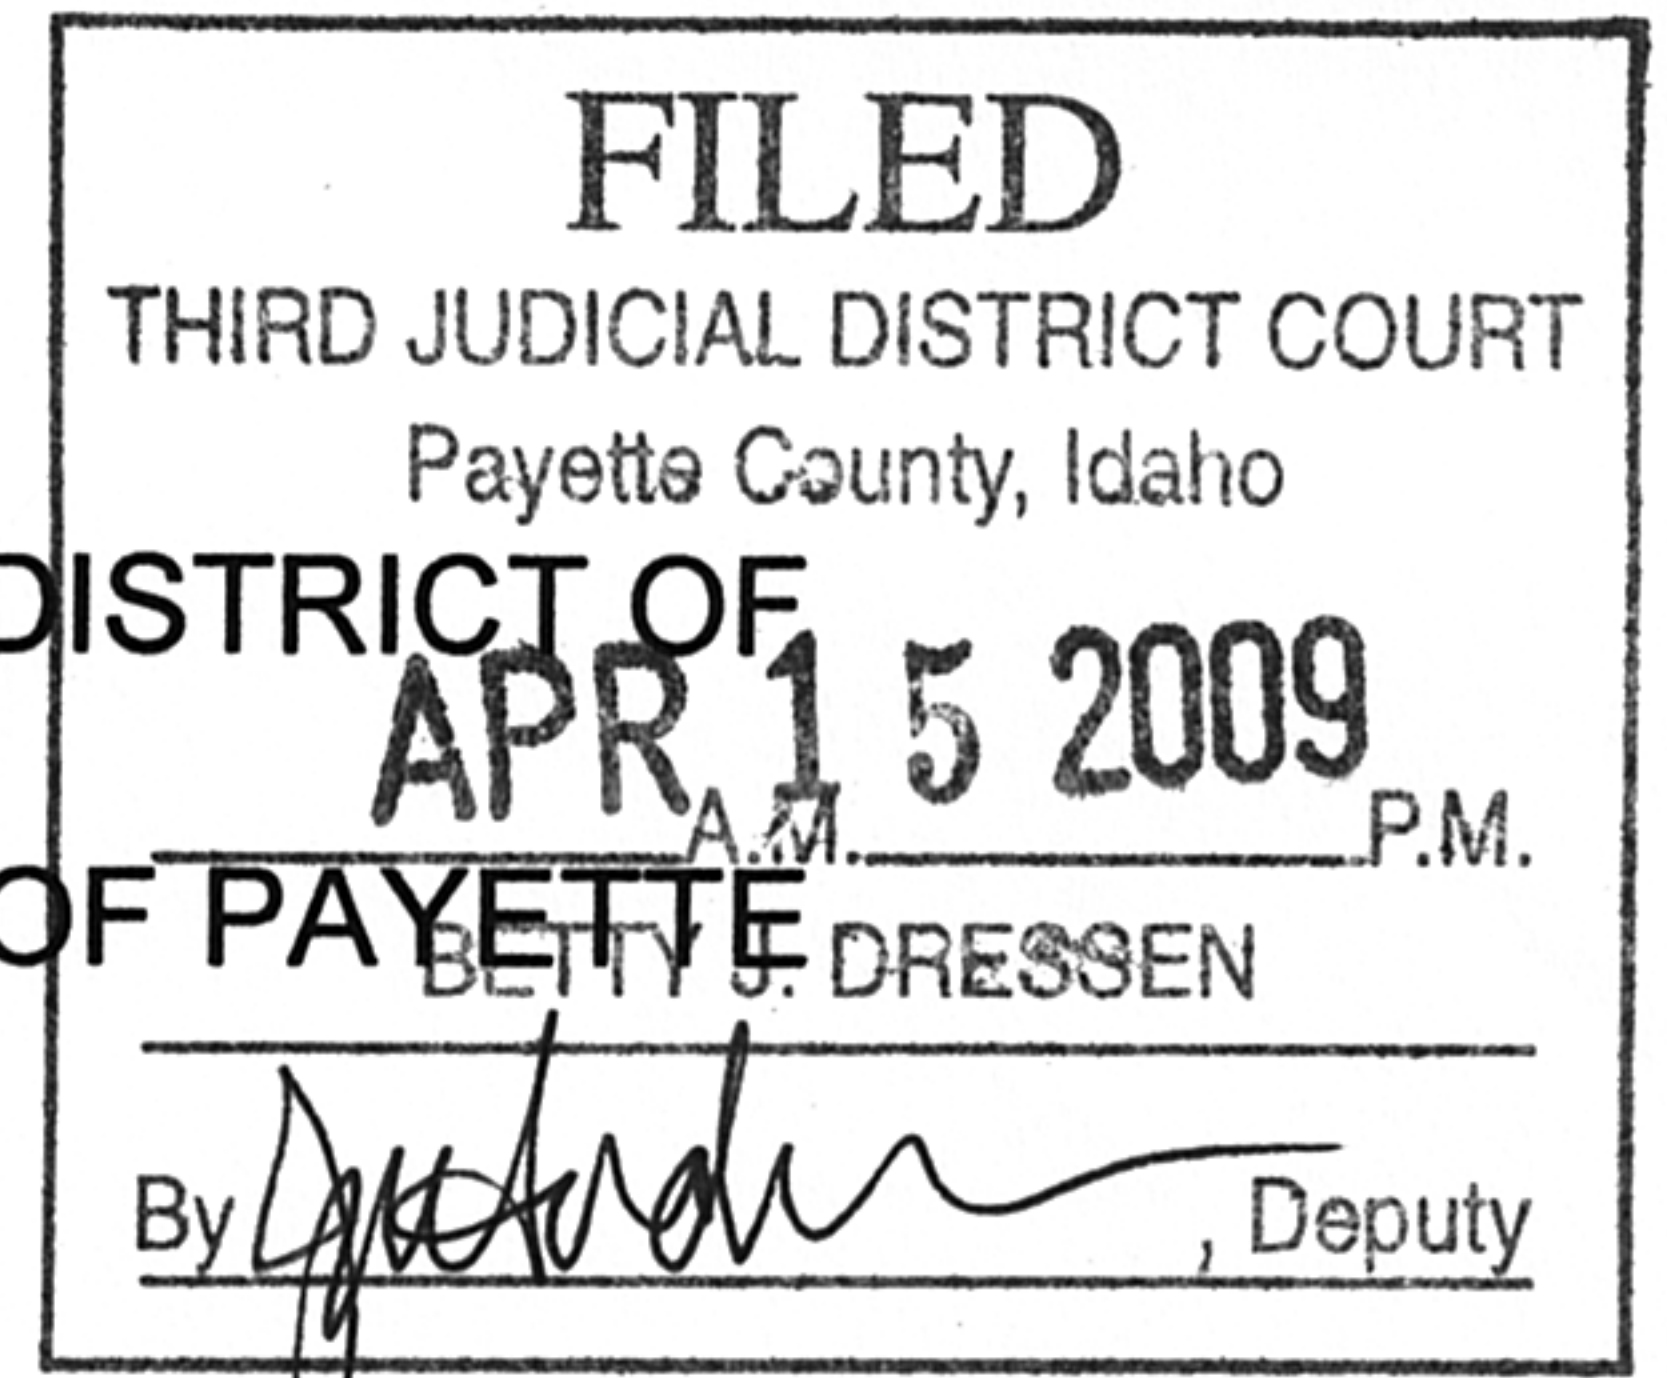 FILED
THIRD JUDICIAL DISTRICT COURT
Payette County, Idaho
DISTRICT OF
APR 15 2009
A.M. P.M.
OF PAYETTE
BETTY J. DRESSEN
By , Deputy